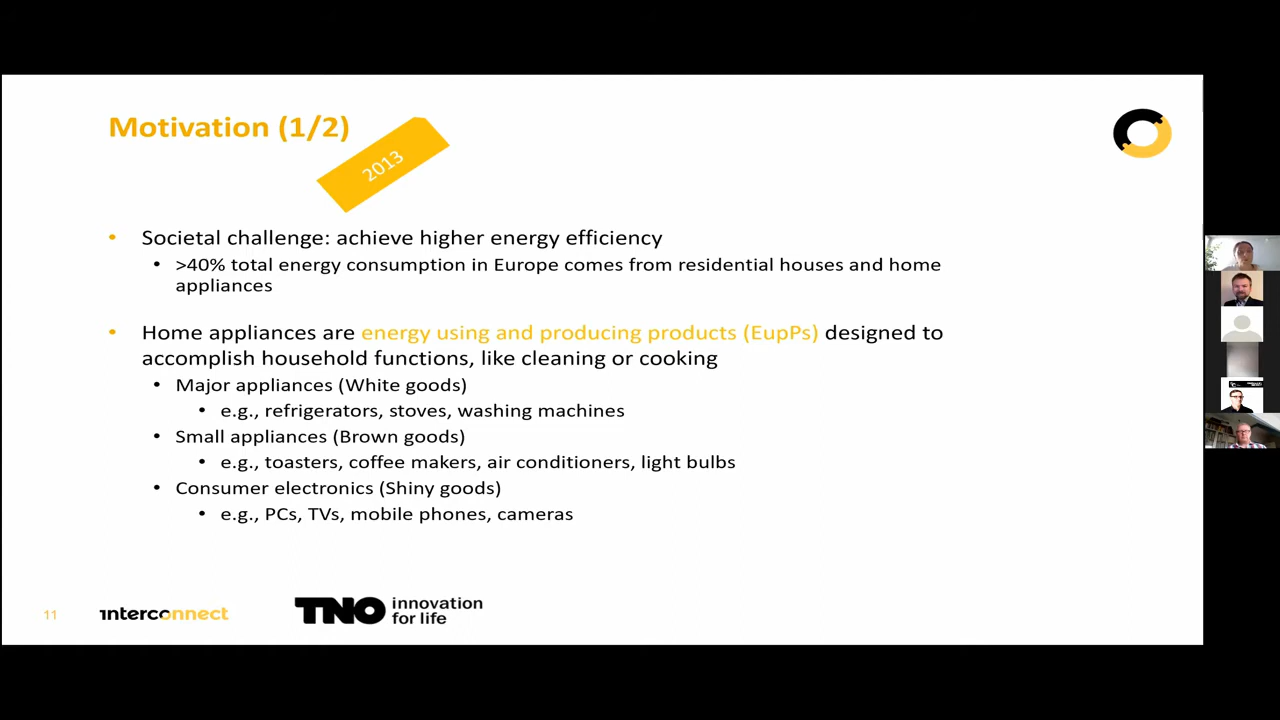 Motivation (1/2)
2013
• Societal challenge: achieve higher energy efficiency
• >40% total energy consumption in Europe comes from residential houses and home
appliances
• Home appliances are energy using and producing products (EupPs) designed to
accomplish household functions, like cleaning or cooking
• Major appliances (White goods)
• e.g., refrigerators, stoves, washing machines
• Small appliances (Brown goods)
• e.g., toasters, coffee makers, air conditioners, light bulbs
• Consumer electronics (Shiny goods)
• e.g., PCs, TVs, mobile phones, cameras
11
interconnect
TNO innovation
for life